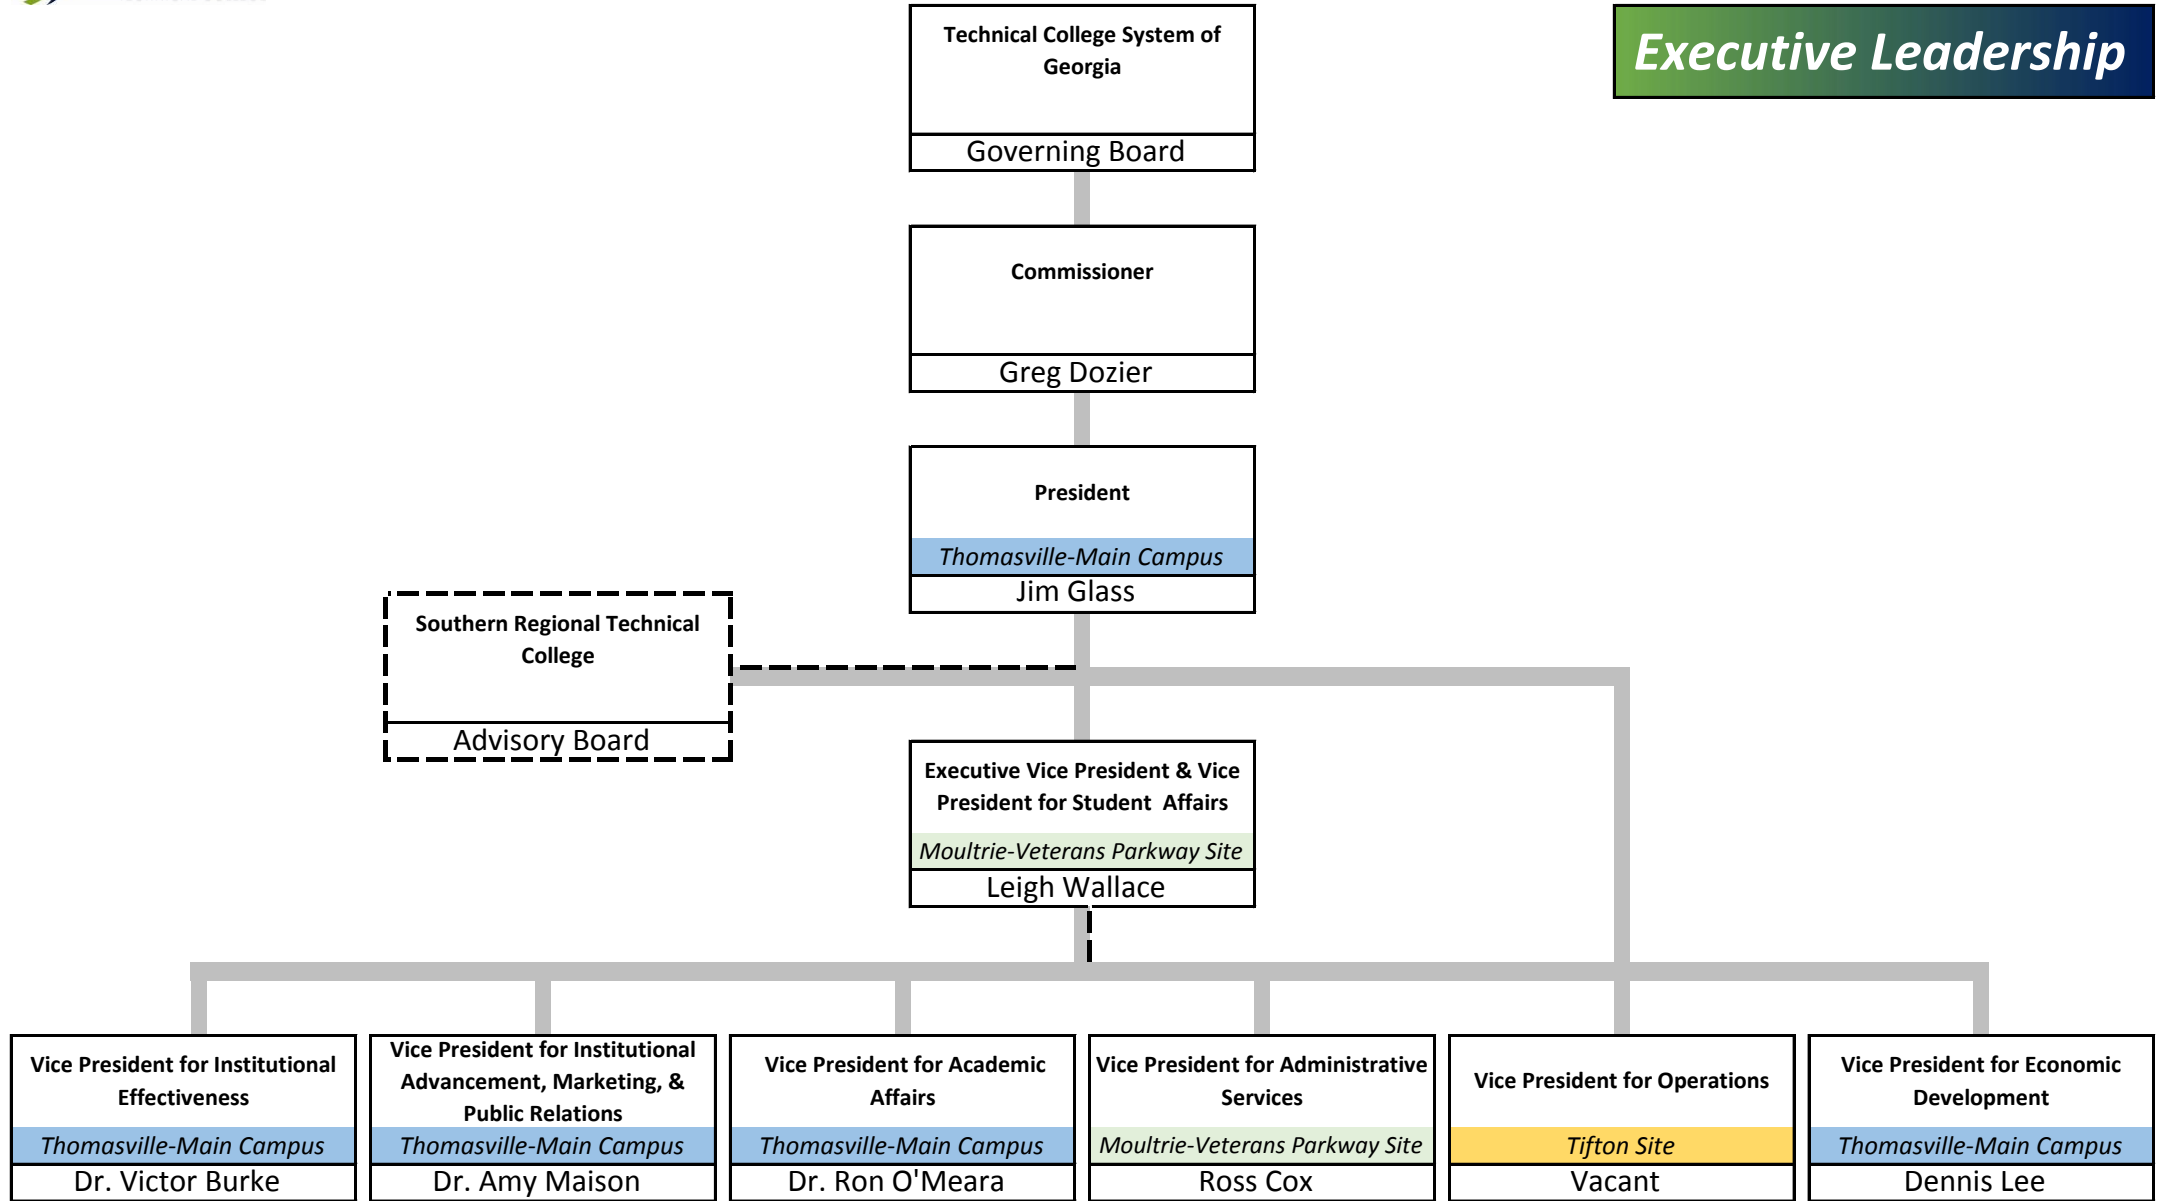 Technical College System of
Georgia
Governing Board
Executive Leadership
Commissioner
Greg Dozier
President
Thomasville-Main Campus
Jim Glass
Southern Regional Technical
College
Advisory Board
Executive Vice President & Vice
President for Student  Affairs
Moultrie-Veterans Parkway Site
Leigh Wallace
Vice President for Institutional
Effectiveness
Thomasville-Main Campus
Dr. Victor Burke
Vice President for Institutional
Advancement, Marketing, &
Public Relations
Thomasville-Main Campus
Dr. Amy Maison
Vice President for Academic
Affairs
Thomasville-Main Campus
Dr. Ron O'Meara
Vice President for Administrative
Services
Moultrie-Veterans Parkway Site
Ross Cox
Vice President for Operations
Tifton Site
Vacant
Vice President for Economic
Development
Thomasville-Main Campus
Dennis Lee